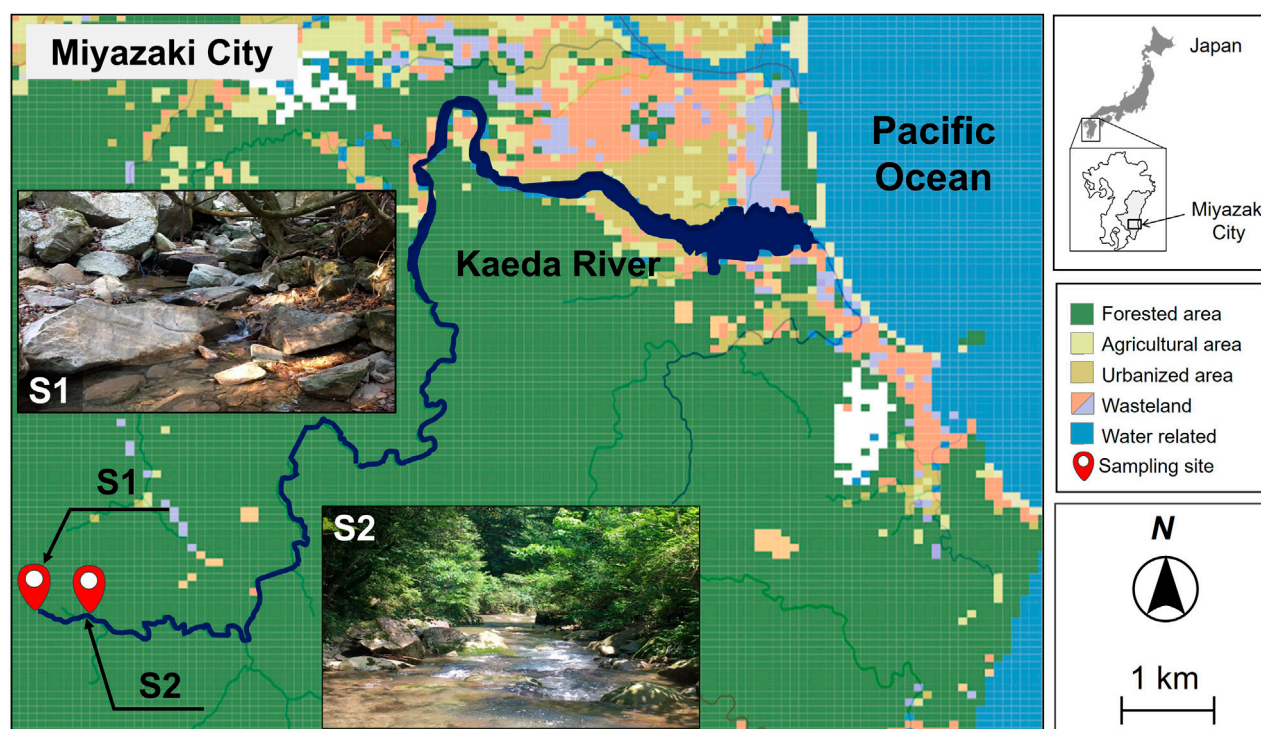 Miyazaki City
Pacific
Ocean
Kaeda River
S1
S1
S2
S2
Japan
Miyazaki
City
Forested area
Agricultural area
Urbanized area
Wasteland
Water related
Sampling site
N
1 km